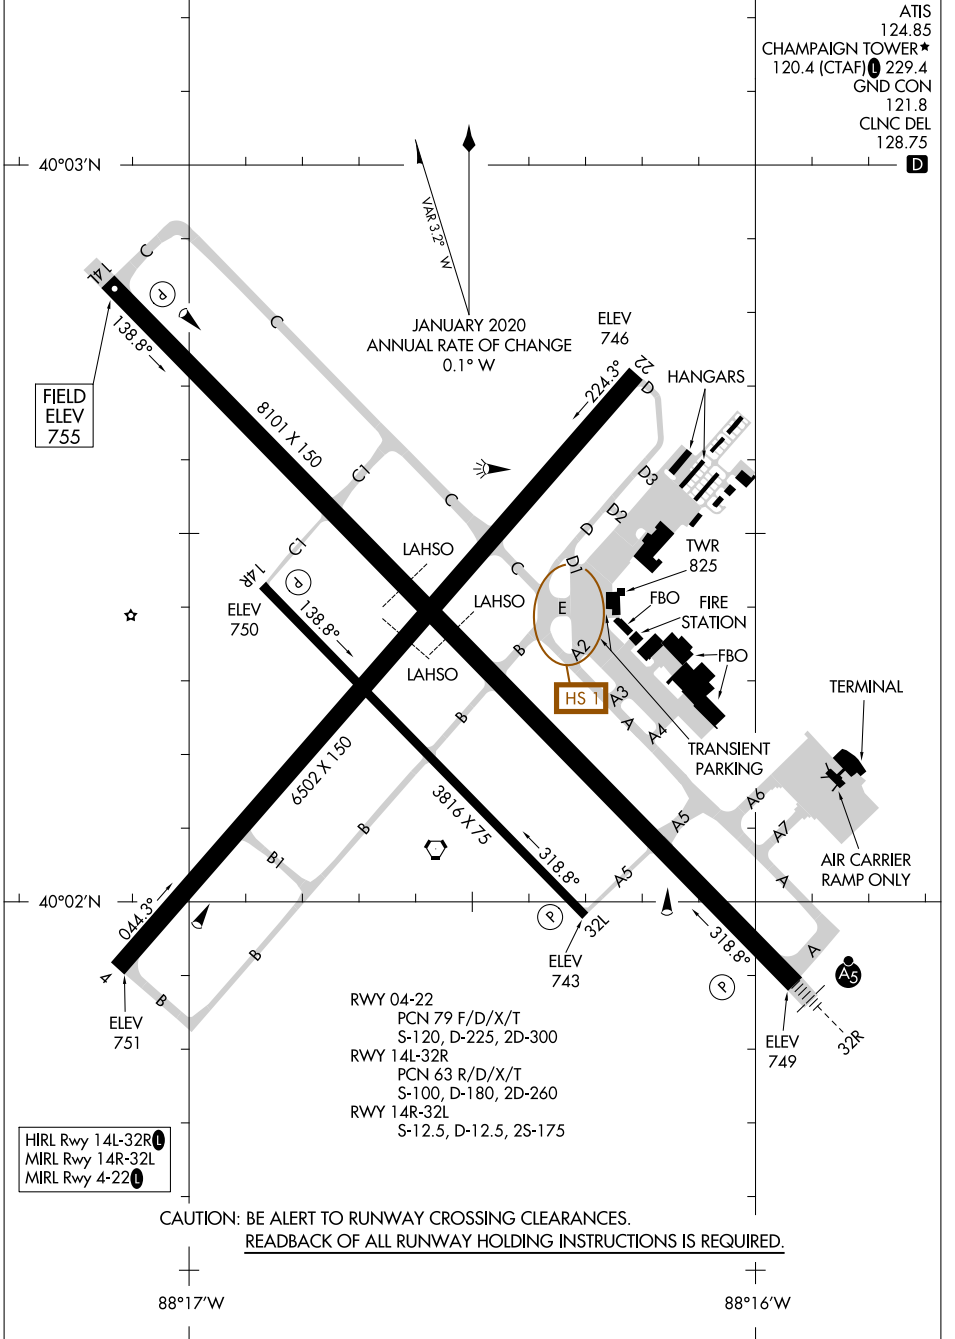 ATIS
124.85
CHAMPAIGN TOWER★
120.4 (CTAF) L 229.4
GND CON
121.8
CLNC DEL
128.75
D
40°03'N
VAR 3.2° W
JANUARY 2020
ANNUAL RATE OF CHANGE
0.1° W
C
14L
P
138.8°
C
FIELD
ELEV
755
8101 X 150
ELEV
746
22
224.3°
D
HANGARS
C1
C
D3
D2
D
LAHSO
C1
D1
TWR
825
14R
P
C
ELEV
750
138.8°
LAHSO
E
FBO
FIRE
STATION
B
A2
FBO
LAHSO
HS 1
A3
A
A4
TERMINAL
B
TRANSIENT
PARKING
6502 X 150
3816 X 75
A6
A5
A7
B
318.8°
B1
A5
A
AIR CARRIER
RAMP ONLY
40°02'N
044.3°
P
32L
318.8°
B
A
A5
4
B
ELEV
743
P
ELEV
751
ELEV
749
32R
RWY 04-22
PCN 79 F/D/X/T
S-120, D-225, 2D-300
RWY 14L-32R
PCN 63 R/D/X/T
S-100, D-180, 2D-260
RWY 14R-32L
S-12.5, D-12.5, 2S-175
HIRL Rwy 14L-32R L
MIRL Rwy 14R-32L
MIRL Rwy 4-22 L
CAUTION: BE ALERT TO RUNWAY CROSSING CLEARANCES.
READBACK OF ALL RUNWAY HOLDING INSTRUCTIONS IS REQUIRED.
88°17'W
88°16'W